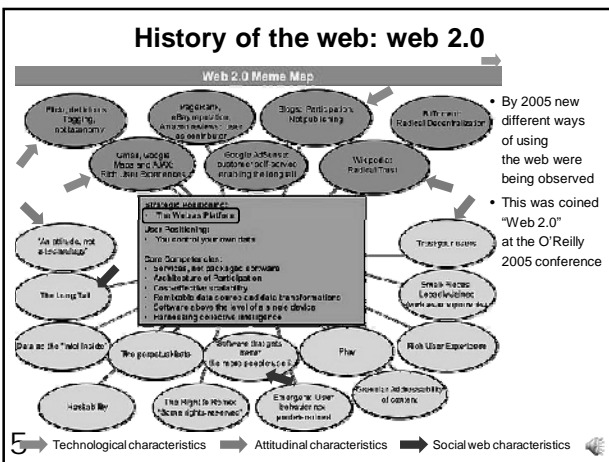 History of the web: web 2.0
Web 2.0 Meme Map
Flickr, del.icio.us:
Tagging,
not taxonomy
PageRank,
eBay reputation,
Amazon reviews: user
as contributor
Blogs: Participation,
Not publishing
BitTorrent:
Radical Decentralization
Gmail, Google
Maps and AJAX:
Rich User Experiences
Google AdSense:
customer self-service
enabling the long tail
Wikipedia:
Radical Trust
• By 2005 new
different ways
of using
the web were
being observed
• This was coined
“Web 2.0”
at the O’Reilly
2005 conference
Strategic Positioning:
• The Web as Platform
User Positioning:
• You control your own data
Core Competencies:
• Services, not packaged software
• Architecture of Participation
• Cost-effective scalability
• Remixable data source and data transformations
• Software above the level of a single device
• Harnessing collective intelligence
"An attitude, not
a technology"
Trust your users
The Long Tail
Small Pieces
Loosely Joined
Data as the "Intel Inside"
The perpetual beta
Software that gets
better
the more people use it
Play
Rich User Experience
Hackability
The Right to Remix
"Some rights reserved"
Emergent: User
behavior not
predetermined
Granular Addressability
of content
5
Technological characteristics
Attitudinal characteristics
Social web characteristics